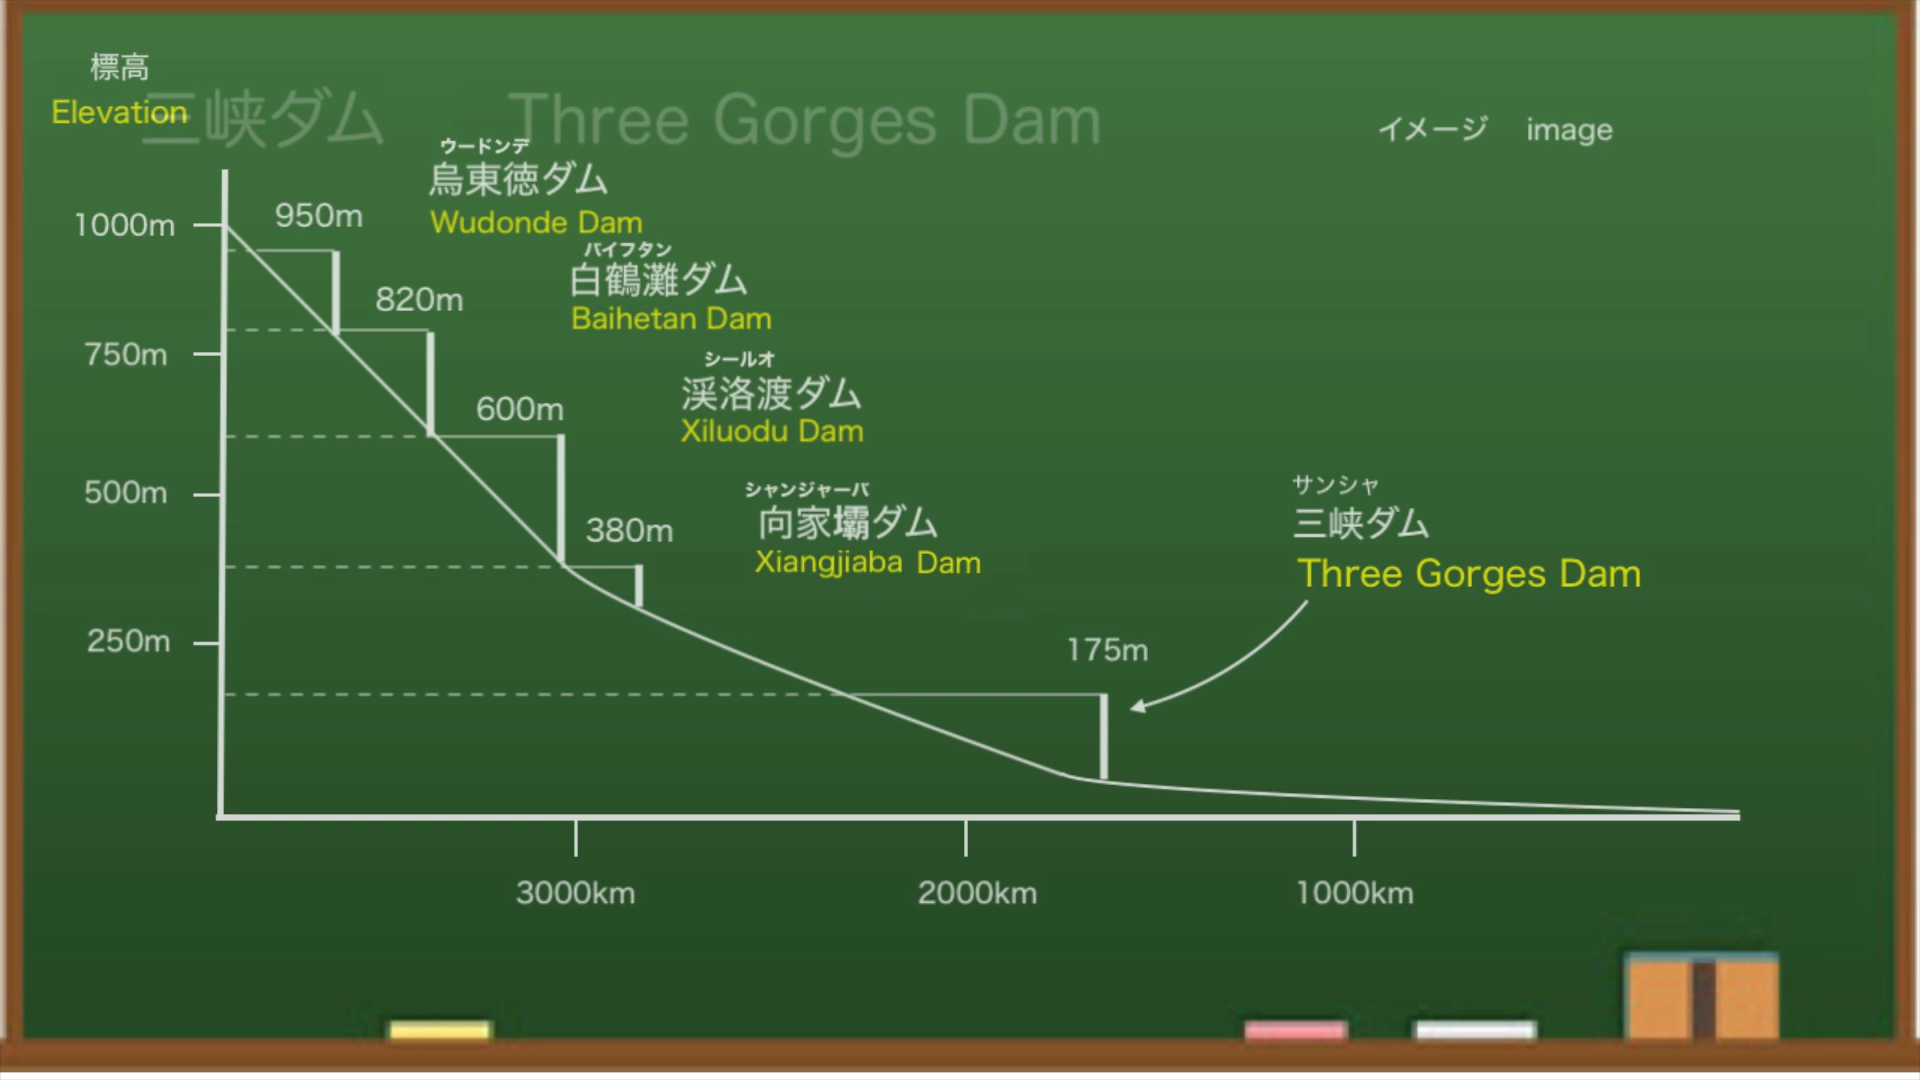 標高
Elevation
三峡ダム Three Gorges Dam
イメージ image
ウードンデ
烏東徳ダム
Wudonde Dam
1000m
950m
バイフタン
白鶴灘ダム
Baihetan Dam
820m
750m
シールオ
渓洛渡ダム
Xiluodu Dam
600m
500m
シャンジャーバ
向家壩ダム
Xiangjiaba Dam
380m
サンシャ
三峡ダム
Three Gorges Dam
250m
175m
3000km
2000km
1000km